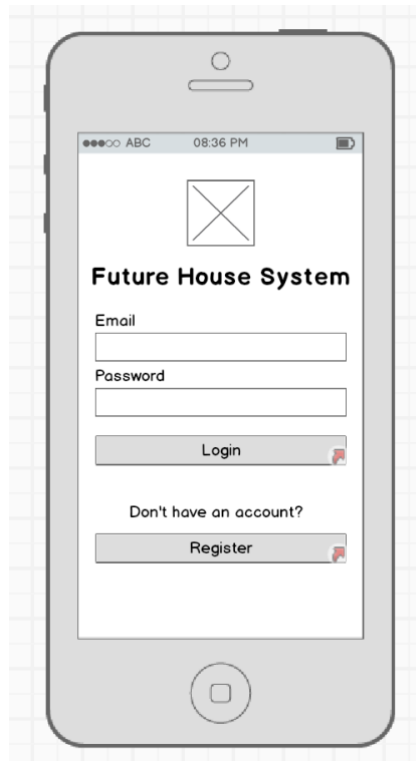 ABC 08:36 PM
Future House System
Email
Password
Login
Don't have an account?
Register